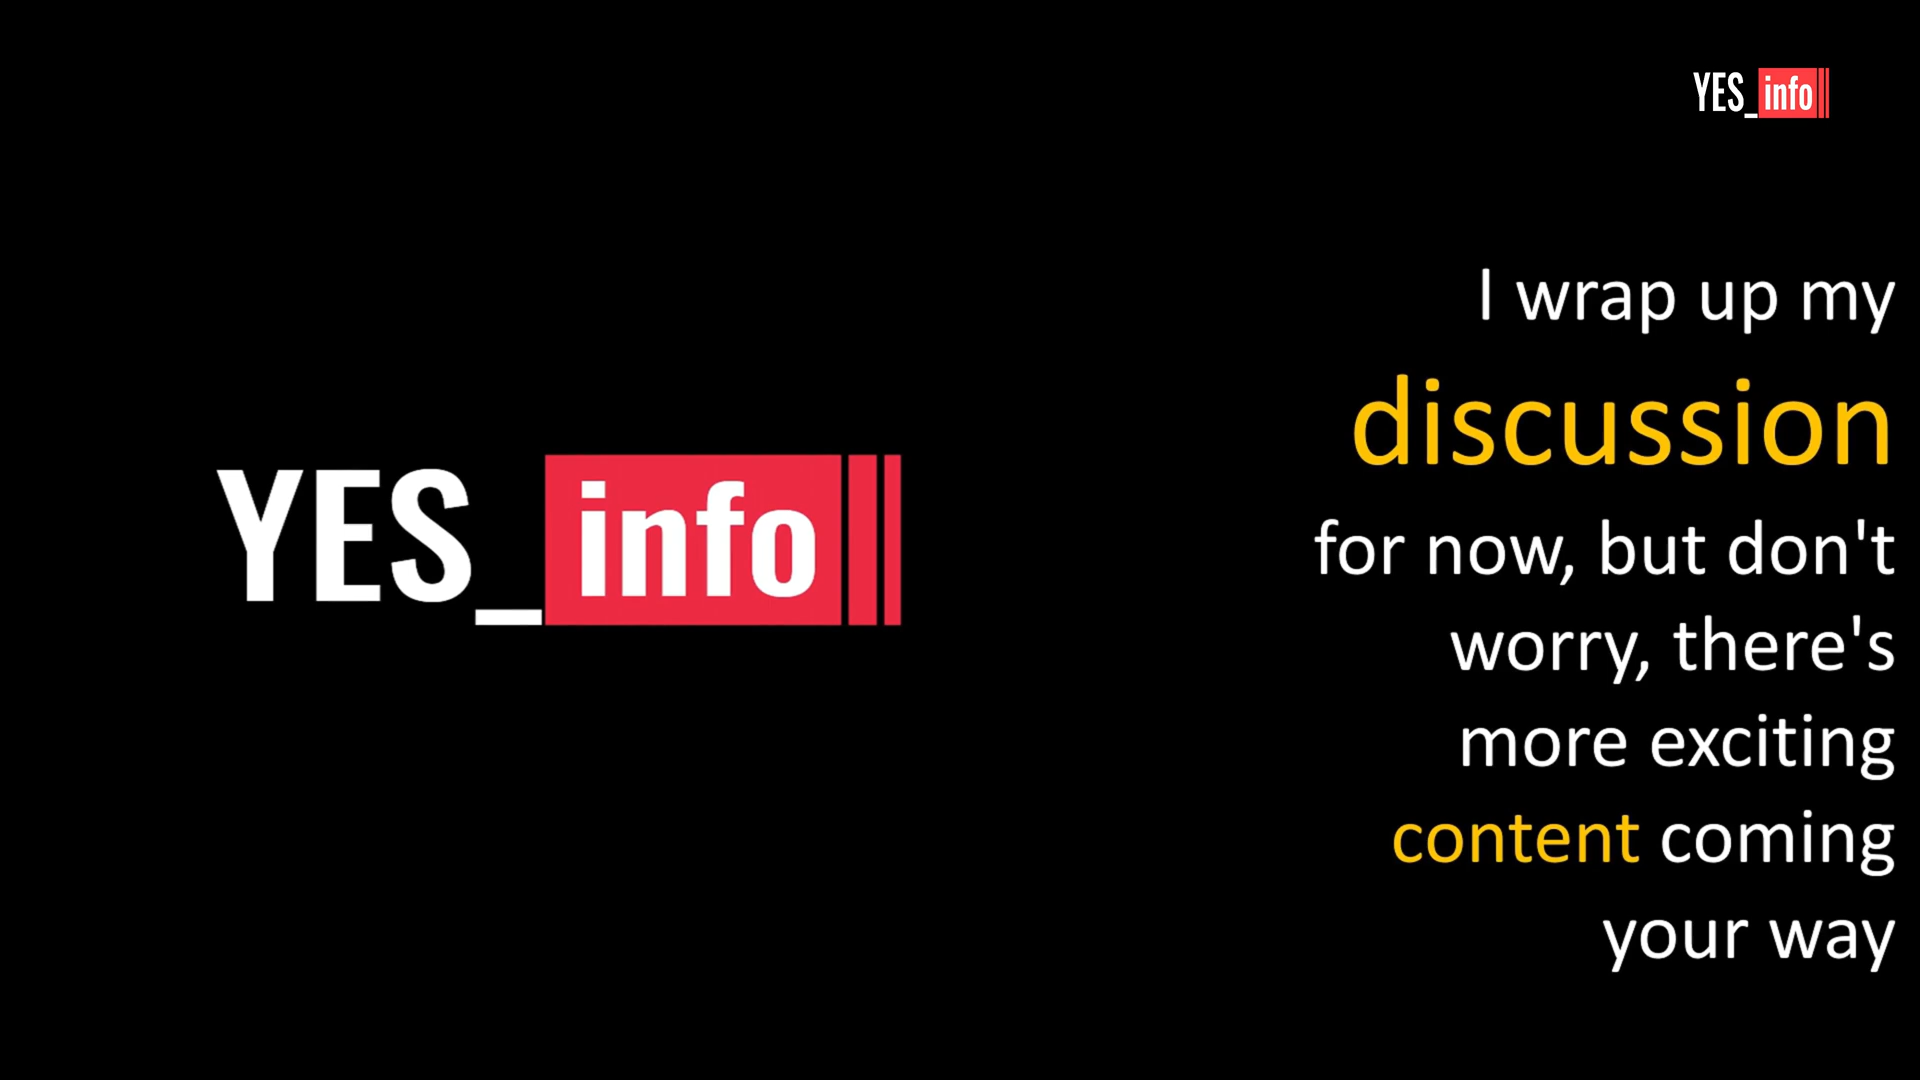 YES_info
YES_info
I wrap up my
discussion
for now, but don't
worry, there's
more exciting
content coming
your way